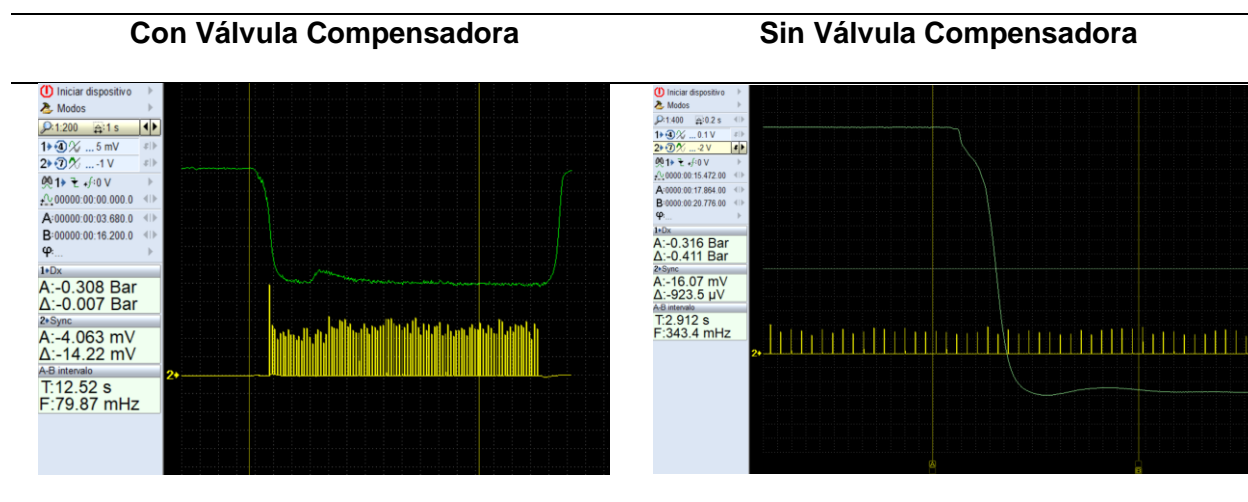 Con Válvula Compensadora
Sin Válvula Compensadora
Iniciar dispositivo
Modos
:1:200 :1 s
1 4 ... 5 mV
2 7 ... -1 V
1 :0 V
:00000:00:00.000.0
A:00000:00:03.680.0
B:00000:00:16.200.0
φ:...
1 Dx
A:-0.308 Bar
Δ:-0.007 Bar
2 Sync
A:-4.063 mV
Δ:-14.22 mV
A-B intervalo
T:12.52 s
F:79.87 mHz
2
Iniciar dispositivo
Modos
:1:400 :0.2 s
1 4 ... 0.1 V
2 7 ... -2 V
1 :0 V
:0000:00:15.472.00
A:0000:00:17.864.00
B:0000:00:20.776.00
φ:...
1 Dx
A:-0.316 Bar
Δ:-0.411 Bar
2 Sync
A:-16.07 mV
Δ:-923.5 µV
A-B intervalo
T:2.912 s
F:343.4 mHz
2
A
B